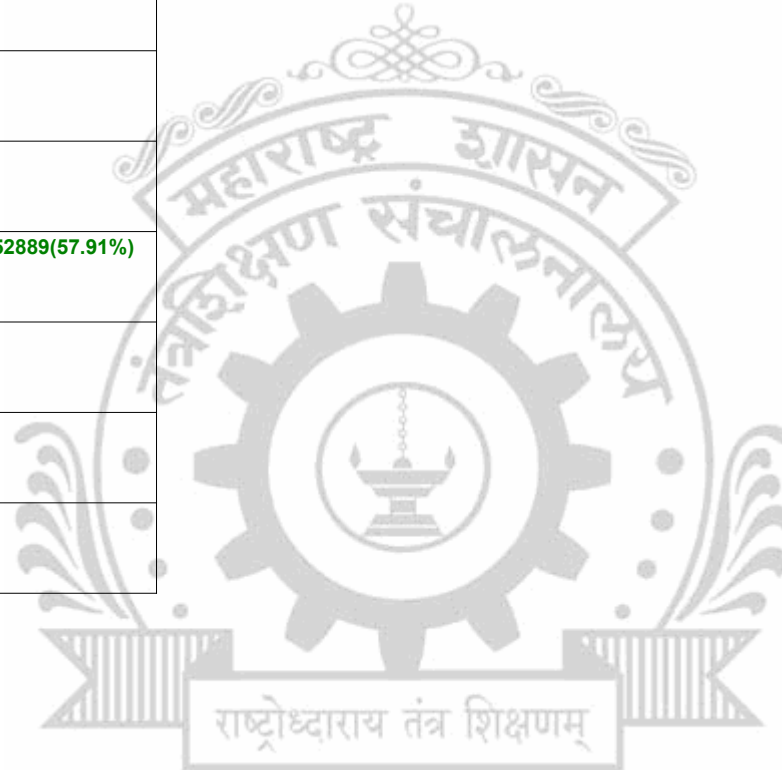 महाराष्ट्र शासन
तंत्रशिक्षण संचालनालय
52889(57.91%)
राष्ट्रोध्दाराय तंत्र शिक्षणम्